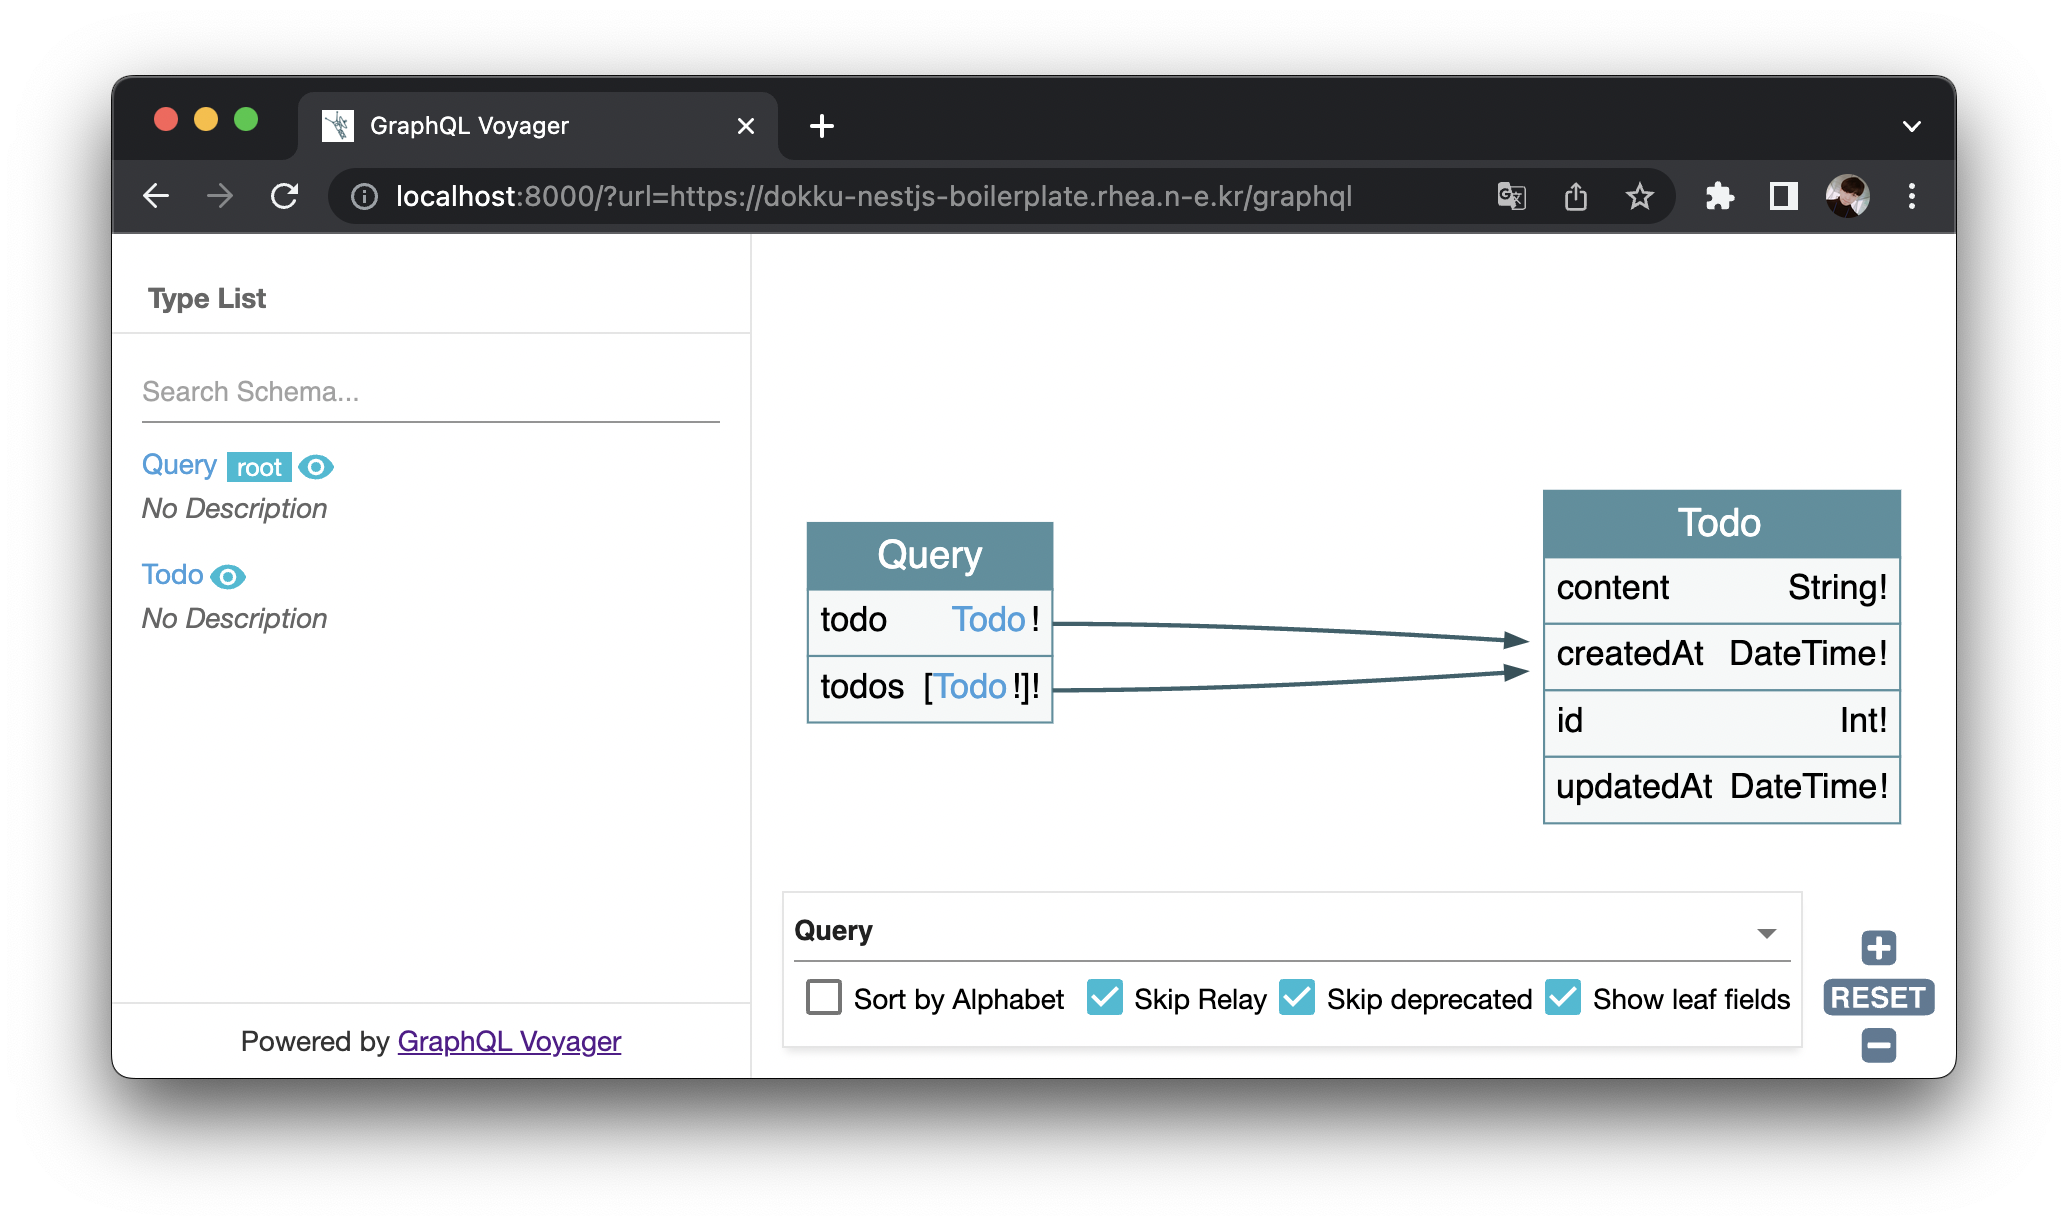 GraphQL Voyager
localhost:8000/?url=https://dokku-nestjs-boilerplate.rhea.n-e.kr/graphql
Type List
Search Schema...
Query root
No Description
Todo
No Description
Powered by GraphQL Voyager
Query
todo Todo!
todos [Todo!]!
Todo
content String!
createdAt DateTime!
id Int!
updatedAt DateTime!
Query
Sort by Alphabet Skip Relay Skip deprecated Show leaf fields
RESET